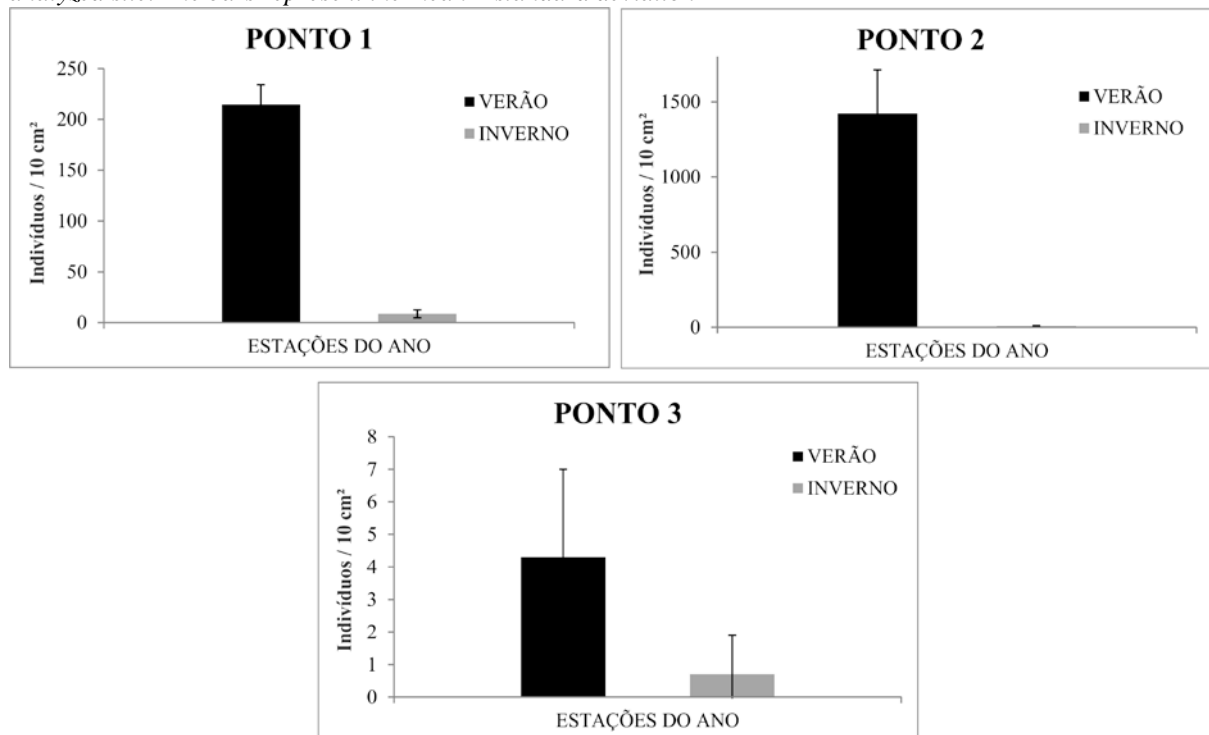 PONTO 1
250
200
150
100
50
0
Indivíduos / 10 cm²
VERÃO
INVERNO
ESTAÇÕES DO ANO
PONTO 2
1500
1000
500
0
Indivíduos / 10 cm²
VERÃO
INVERNO
ESTAÇÕES DO ANO
PONTO 3
8
7
6
5
4
3
2
1
0
Indivíduos / 10 cm²
VERÃO
INVERNO
ESTAÇÕES DO ANO